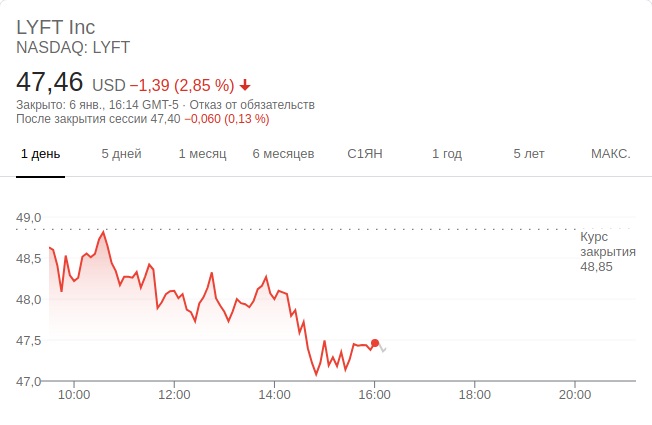 LYFT Inc
NASDAQ: LYFT
47,46 USD −1,39 (2,85 %)
Закрыто: 6 янв., 16:14 GMT-5 · Отказ от обязательств
После закрытия сессии 47,40 −0,060 (0,13 %)
1 день 5 дней 1 месяц 6 месяцев С1ЯН 1 год 5 лет МАКС.
49,0
Курс
закрытия
48,85
48,5
48,0
47,5
47,0
10:00 12:00 14:00 16:00 18:00 20:00